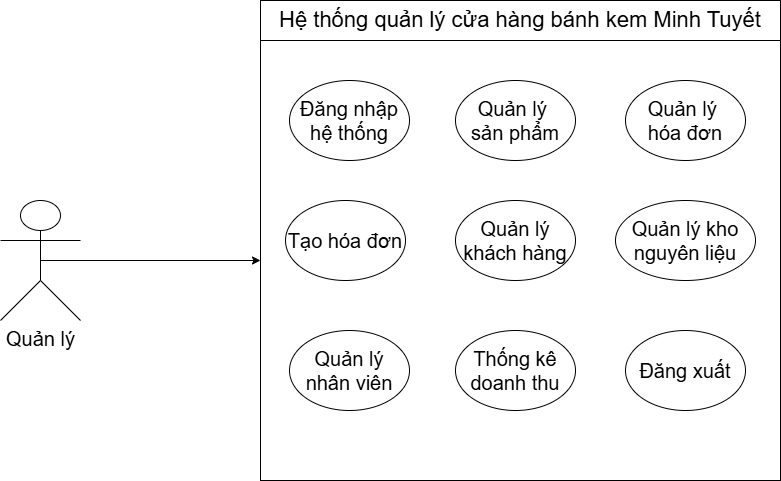 Hệ thống quản lý cửa hàng bánh kem Minh Tuyết
Đăng nhập
hệ thống
Quản lý
sản phẩm
Quản lý
hóa đơn
Tạo hóa đơn
Quản lý
khách hàng
Quản lý kho
nguyên liệu
Quản lý
Quản lý
nhân viên
Thống kê
doanh thu
Đăng xuất